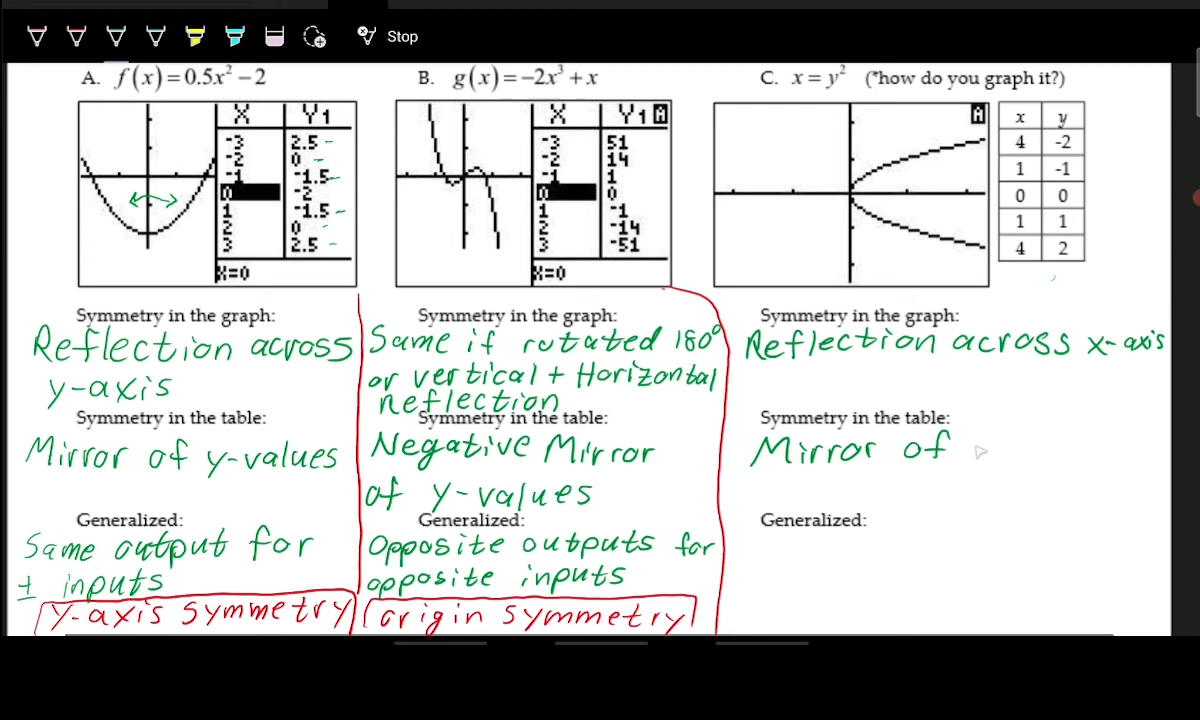 Stop
A. f(x)=0.5x²−2
B. g(x)=−2x³+x
C. x=y² (*how do you graph it?)
X Y1
-3 2.5
-2 0
-1 -1.5
0 -2
1 -1.5
2 0
3 2.5
X=0
X Y1
-3 51
-2 14
-1 1
0 0
1 -1
2 -14
3 -51
X=0
x y
4 -2
1 -1
0 0
1 1
4 2
Symmetry in the graph:
Reflection across
y-axis
Symmetry in the table:
Mirror of y-values
Generalized:
Same output for
± inputs
y-axis symmetry
Symmetry in the graph:
Same if rotated 180°
or vertical + Horizontal
Reflection
Symmetry in the table:
Negative Mirror
of y-values
Generalized:
Opposite outputs for
opposite inputs
origin symmetry
Symmetry in the graph:
Reflection across x-axis
Symmetry in the table:
Mirror of
Generalized: